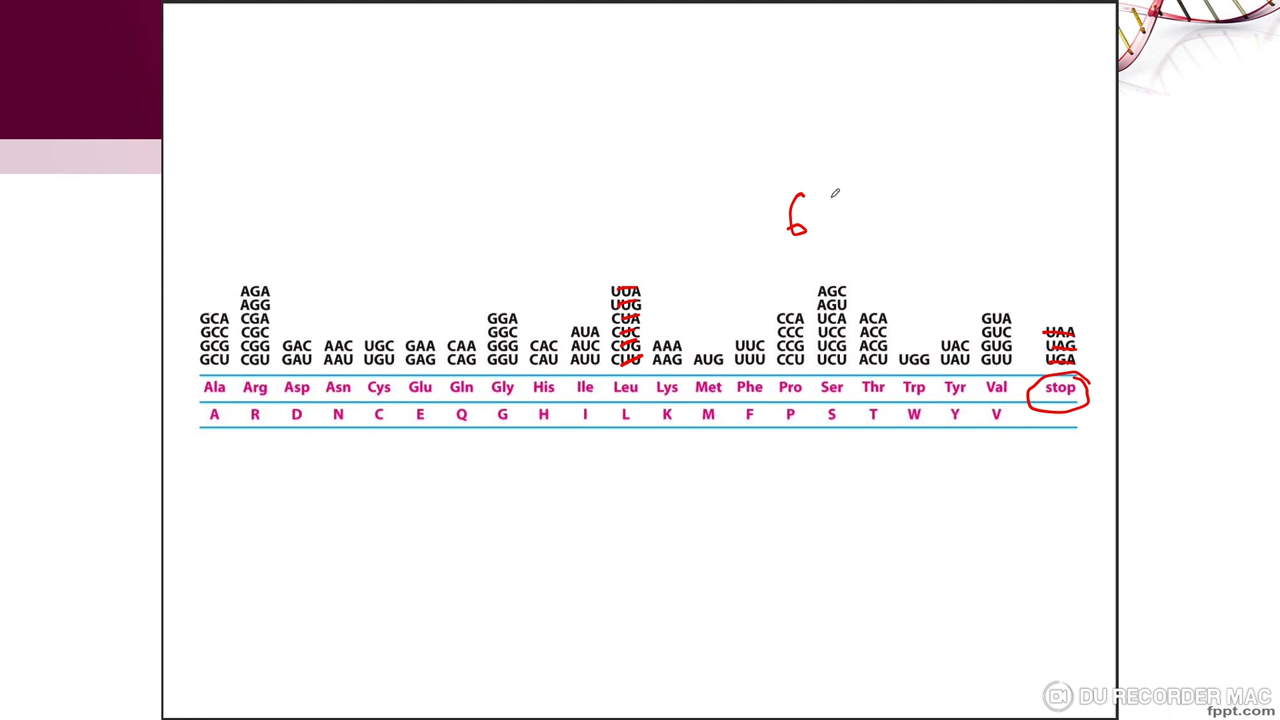 6
AGA UUA AGC
AGG UUG AGU
GCA CGA GGA CUA CCA UCA ACA GUA
GCC CGC GGC AUA CUC CCC UCC ACC GUC UAA
GCG CGG GAC AAC UGC GAA CAA GGG CAC AUC CUG AAA UUC CCG UCG ACG UAC GUG UAG
GCU CGU GAU AAU UGU GAG CAG GGU CAU AUU CUU AAG AUG UUU CCU UCU ACU UGG UAU GUU UGA
Ala Arg Asp Asn Cys Glu Gln Gly His Ile Leu Lys Met Phe Pro Ser Thr Trp Tyr Val stop
A R D N C E Q G H I L K M F P S T W Y V
DU RECORDER MAC
fppt.com